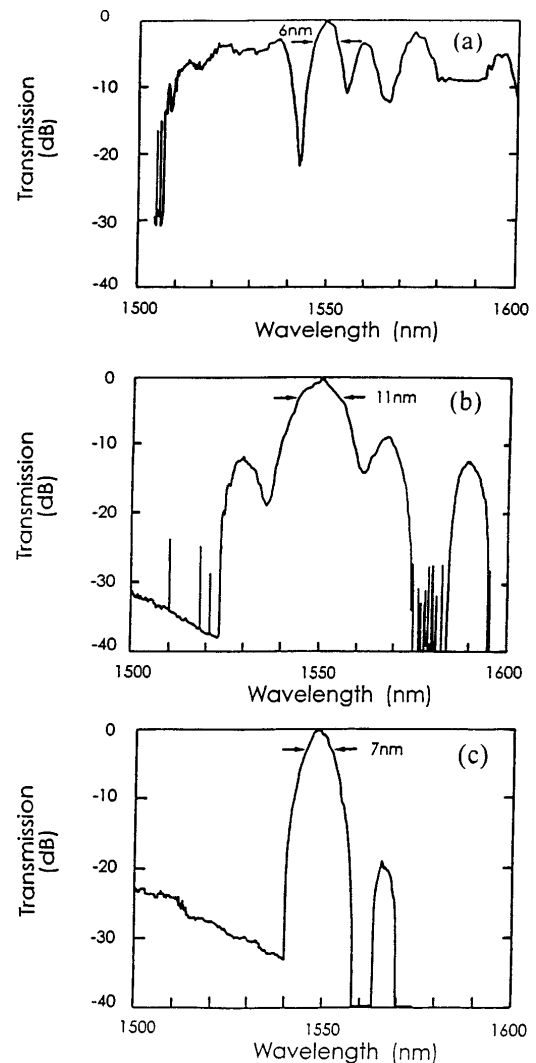 0
6nm
(a)
-10
-20
-30
-40
Transmission
(dB)
1500
1550
1600
Wavelength (nm)
0
11nm
(b)
-10
-20
-30
-40
Transmission
(dB)
1500
1550
1600
Wavelength (nm)
0
7nm
(c)
-10
-20
-30
-40
Transmission
(dB)
1500
1550
1600
Wavelength (nm)